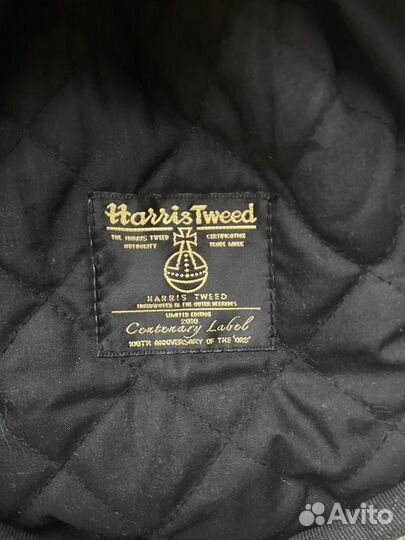 Harris Tweed
THE HARRIS TWEED CERTIFICATION
AUTHORITY TRADE MARK
HARRIS TWEED
HANDWOVEN IN THE OUTER HEBRIDES
LIMITED EDITION
2010
Centenary Label
100TH ANNIVERSARY OF THE 'ORB'
Avito